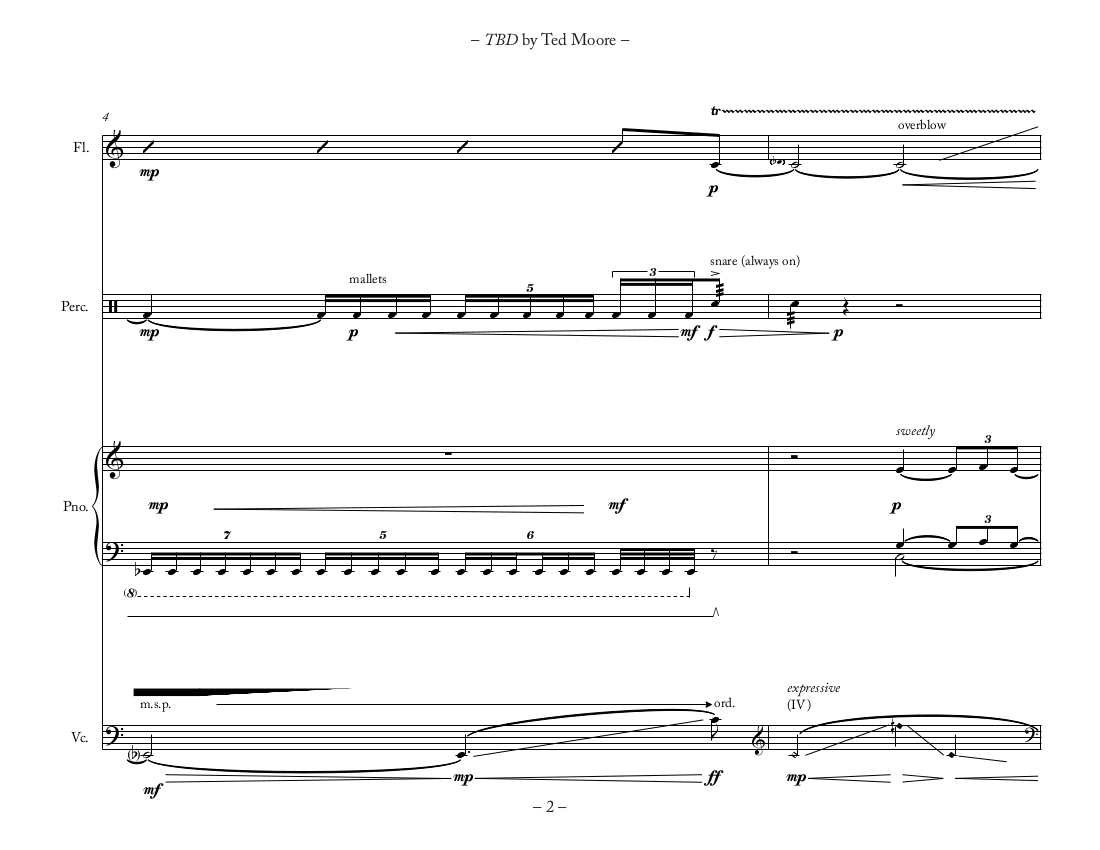 – TBD by Ted Moore –
4
tr
overblow
Fl.
mp
p
snare (always on)
mallets
3
5
Perc.
mp
p
mf
f
p
sweetly
3
Pno.
mp
mf
p
7
5
6
3
(8)
m.s.p.
ord.
expressive
(IV)
Vc.
mf
mp
ff
mp
– 2 –